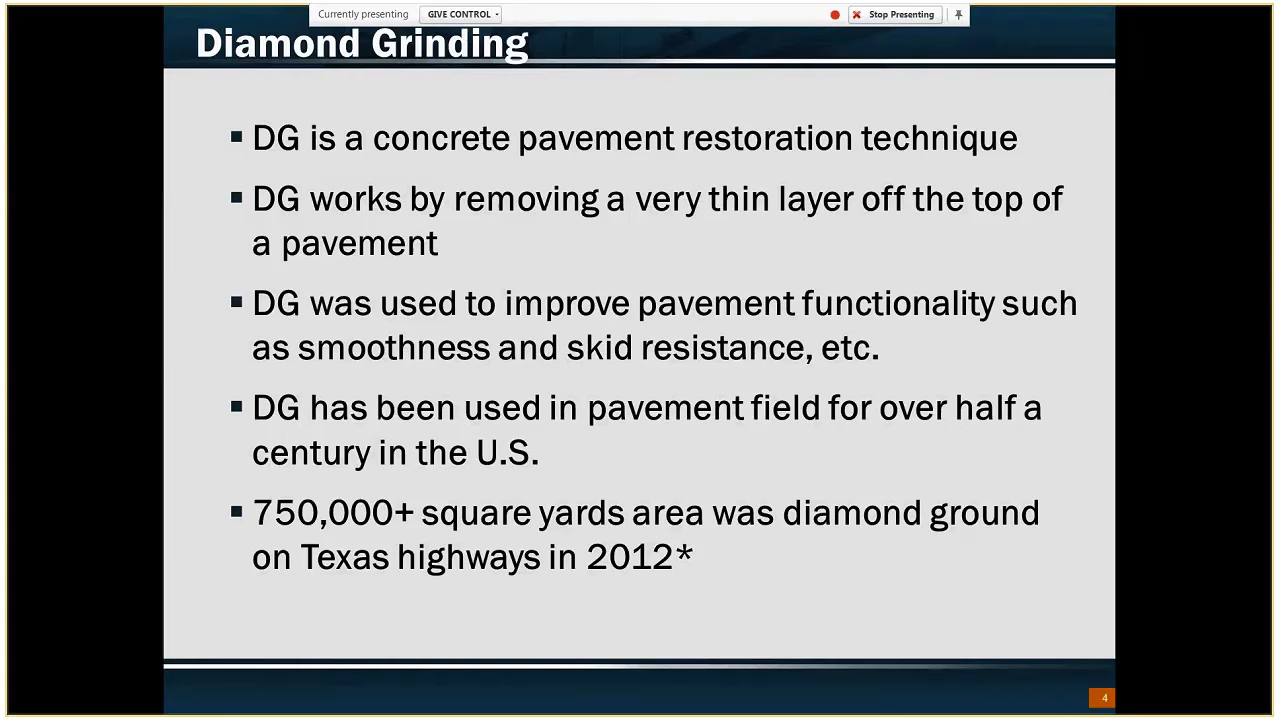 Currently presenting GIVE CONTROL Stop Presenting
Diamond Grinding
▪ DG is a concrete pavement restoration technique
▪ DG works by removing a very thin layer off the top of
a pavement
▪ DG was used to improve pavement functionality such
as smoothness and skid resistance, etc.
▪ DG has been used in pavement field for over half a
century in the U.S.
▪ 750,000+ square yards area was diamond ground
on Texas highways in 2012*
4